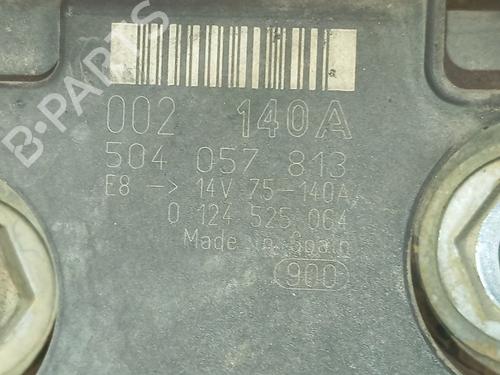 002 140A
504 057 813
E8 -> 14V 75-140A
0 124 525 064
Made in Spain
900
B-PARTS